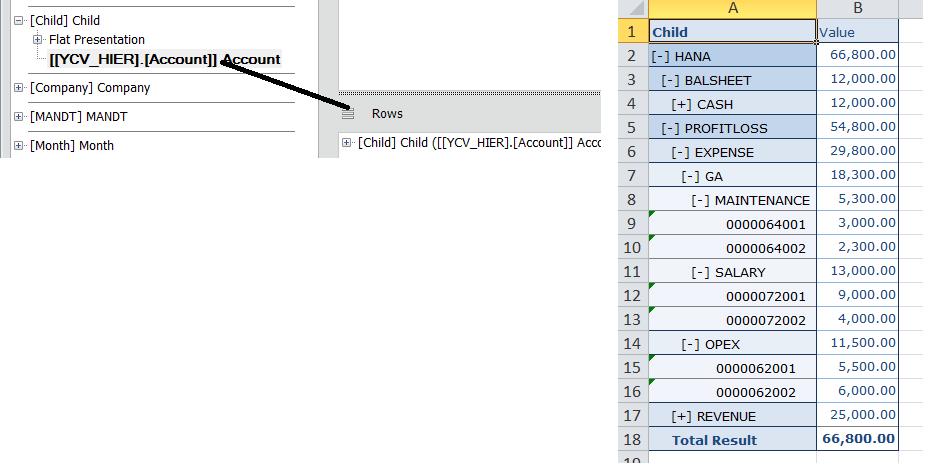 [Child] Child
Flat Presentation
[[YCV_HIER].[Account]] Account
[Company] Company
[MANDT] MANDT
[Month] Month
Rows
[Child] Child ([[YCV_HIER].[Account]] Acco
A B
1 Child Value
2 [-] HANA 66,800.00
3 [-] BALSHEET 12,000.00
4 [+] CASH 12,000.00
5 [-] PROFITLOSS 54,800.00
6 [-] EXPENSE 29,800.00
7 [-] GA 18,300.00
8 [-] MAINTENANCE 5,300.00
9 0000064001 3,000.00
10 0000064002 2,300.00
11 [-] SALARY 13,000.00
12 0000072001 9,000.00
13 0000072002 4,000.00
14 [-] OPEX 11,500.00
15 0000062001 5,500.00
16 0000062002 6,000.00
17 [+] REVENUE 25,000.00
18 Total Result 66,800.00